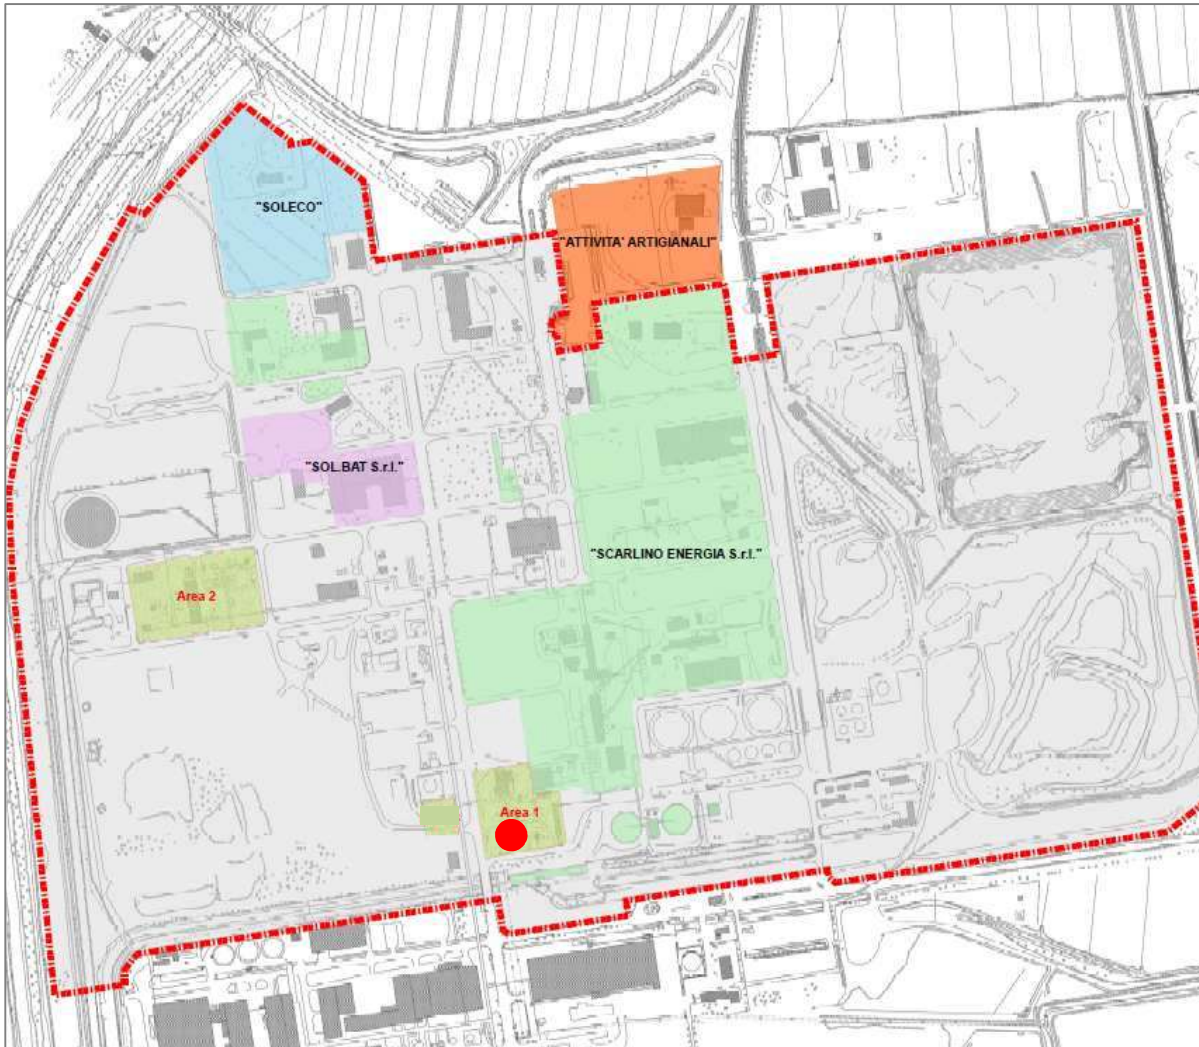 "SOLECO"
"ATTIVITA' ARTIGIANALI"
"SOL.BAT S.r.l."
"SCARLINO ENERGIA S.r.l."
Area 2
Area 1